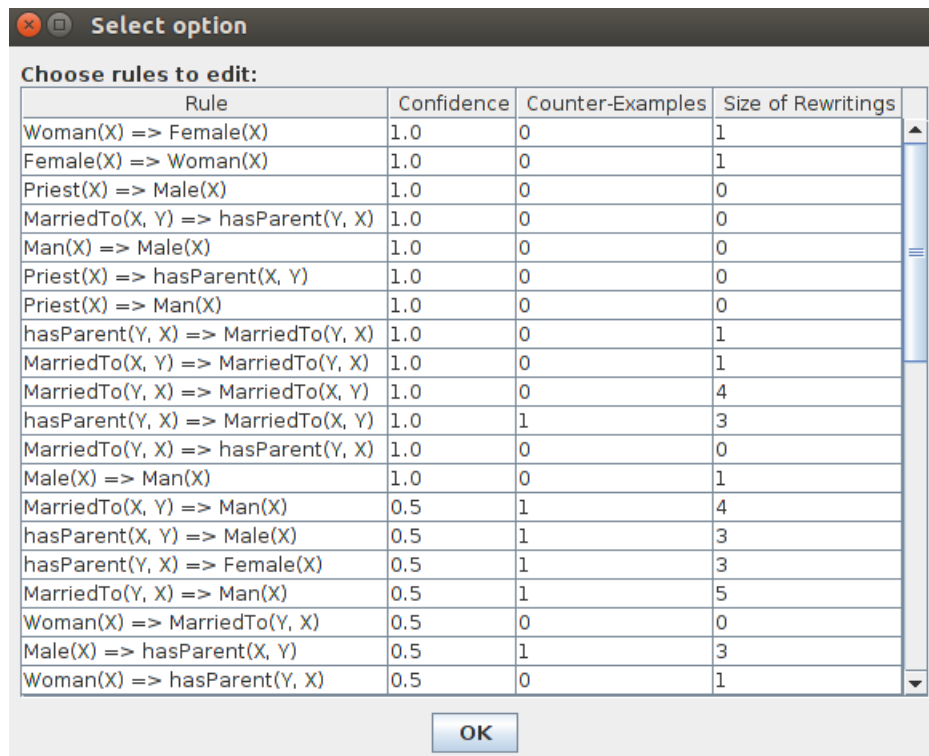 Select option
Choose rules to edit:
Rule Confidence Counter-Examples Size of Rewritings
Woman(X) => Female(X) 1.0 0 1
Female(X) => Woman(X) 1.0 0 1
Priest(X) => Male(X) 1.0 0 0
MarriedTo(X, Y) => hasParent(Y, X) 1.0 0 0
Man(X) => Male(X) 1.0 0 0
Priest(X) => hasParent(X, Y) 1.0 0 0
Priest(X) => Man(X) 1.0 0 0
hasParent(Y, X) => MarriedTo(Y, X) 1.0 0 1
MarriedTo(X, Y) => MarriedTo(Y, X) 1.0 0 1
MarriedTo(Y, X) => MarriedTo(X, Y) 1.0 0 4
hasParent(Y, X) => MarriedTo(X, Y) 1.0 1 3
MarriedTo(Y, X) => hasParent(Y, X) 1.0 0 0
Male(X) => Man(X) 1.0 0 1
MarriedTo(X, Y) => Man(X) 0.5 1 4
hasParent(X, Y) => Male(X) 0.5 1 3
hasParent(Y, X) => Female(X) 0.5 1 3
MarriedTo(Y, X) => Man(X) 0.5 1 5
Woman(X) => MarriedTo(Y, X) 0.5 0 0
Male(X) => hasParent(X, Y) 0.5 1 3
Woman(X) => hasParent(Y, X) 0.5 0 1
OK